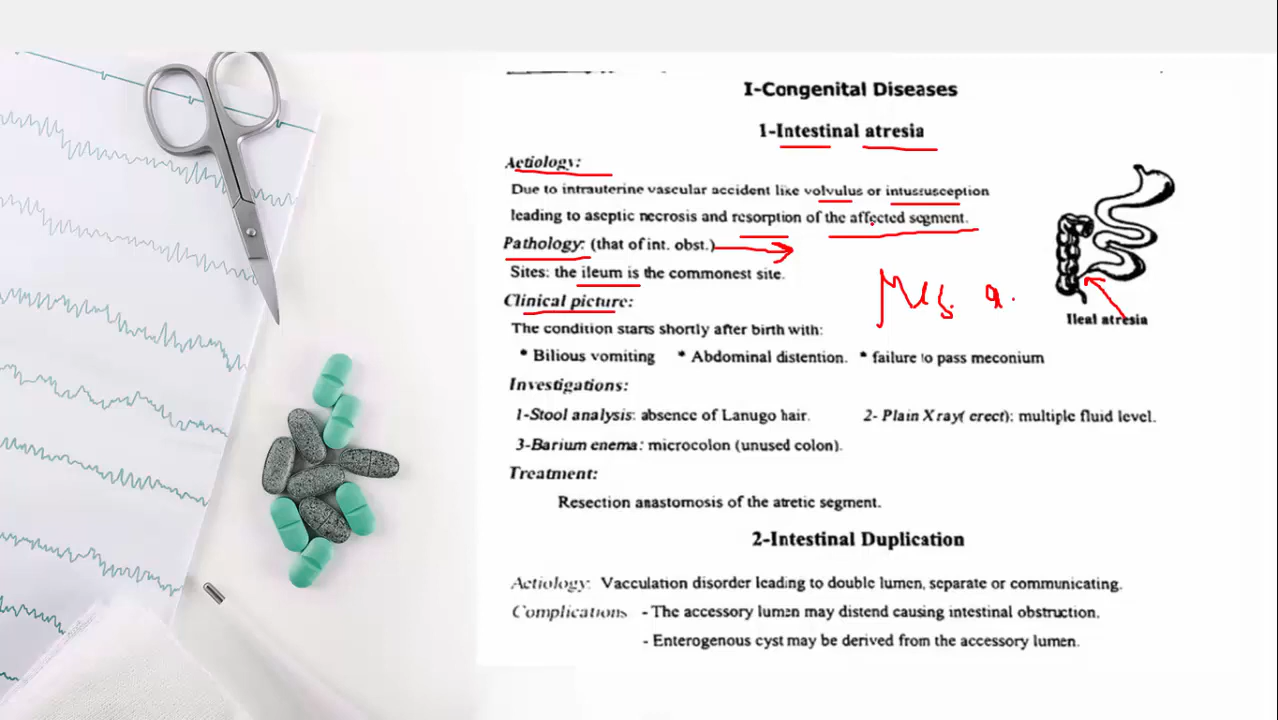 I-Congenital Diseases
1-Intestinal atresia
Aetiology:
Due to intrauterine vascular accident like volvulus or intussusception
leading to aseptic necrosis and resorption of the affected segment.
Pathology: (that of int. obst.)
Sites: the ileum is the commonest site.
Mes. a.
Clinical picture:
Ileal atresia
The condition starts shortly after birth with:
* Bilious vomiting * Abdominal distention. * failure to pass meconium
Investigations:
1-Stool analysis: absence of Lanugo hair. 2- Plain X ray( erect): multiple fluid level.
3-Barium enema: microcolon (unused colon).
Treatment:
Resection anastomosis of the atretic segment.
2-Intestinal Duplication
Aetiology: Vacculation disorder leading to double lumen, separate or communicating.
Complications - The accessory lumen may distend causing intestinal obstruction.
- Enterogenous cyst may be derived from the accessory lumen.